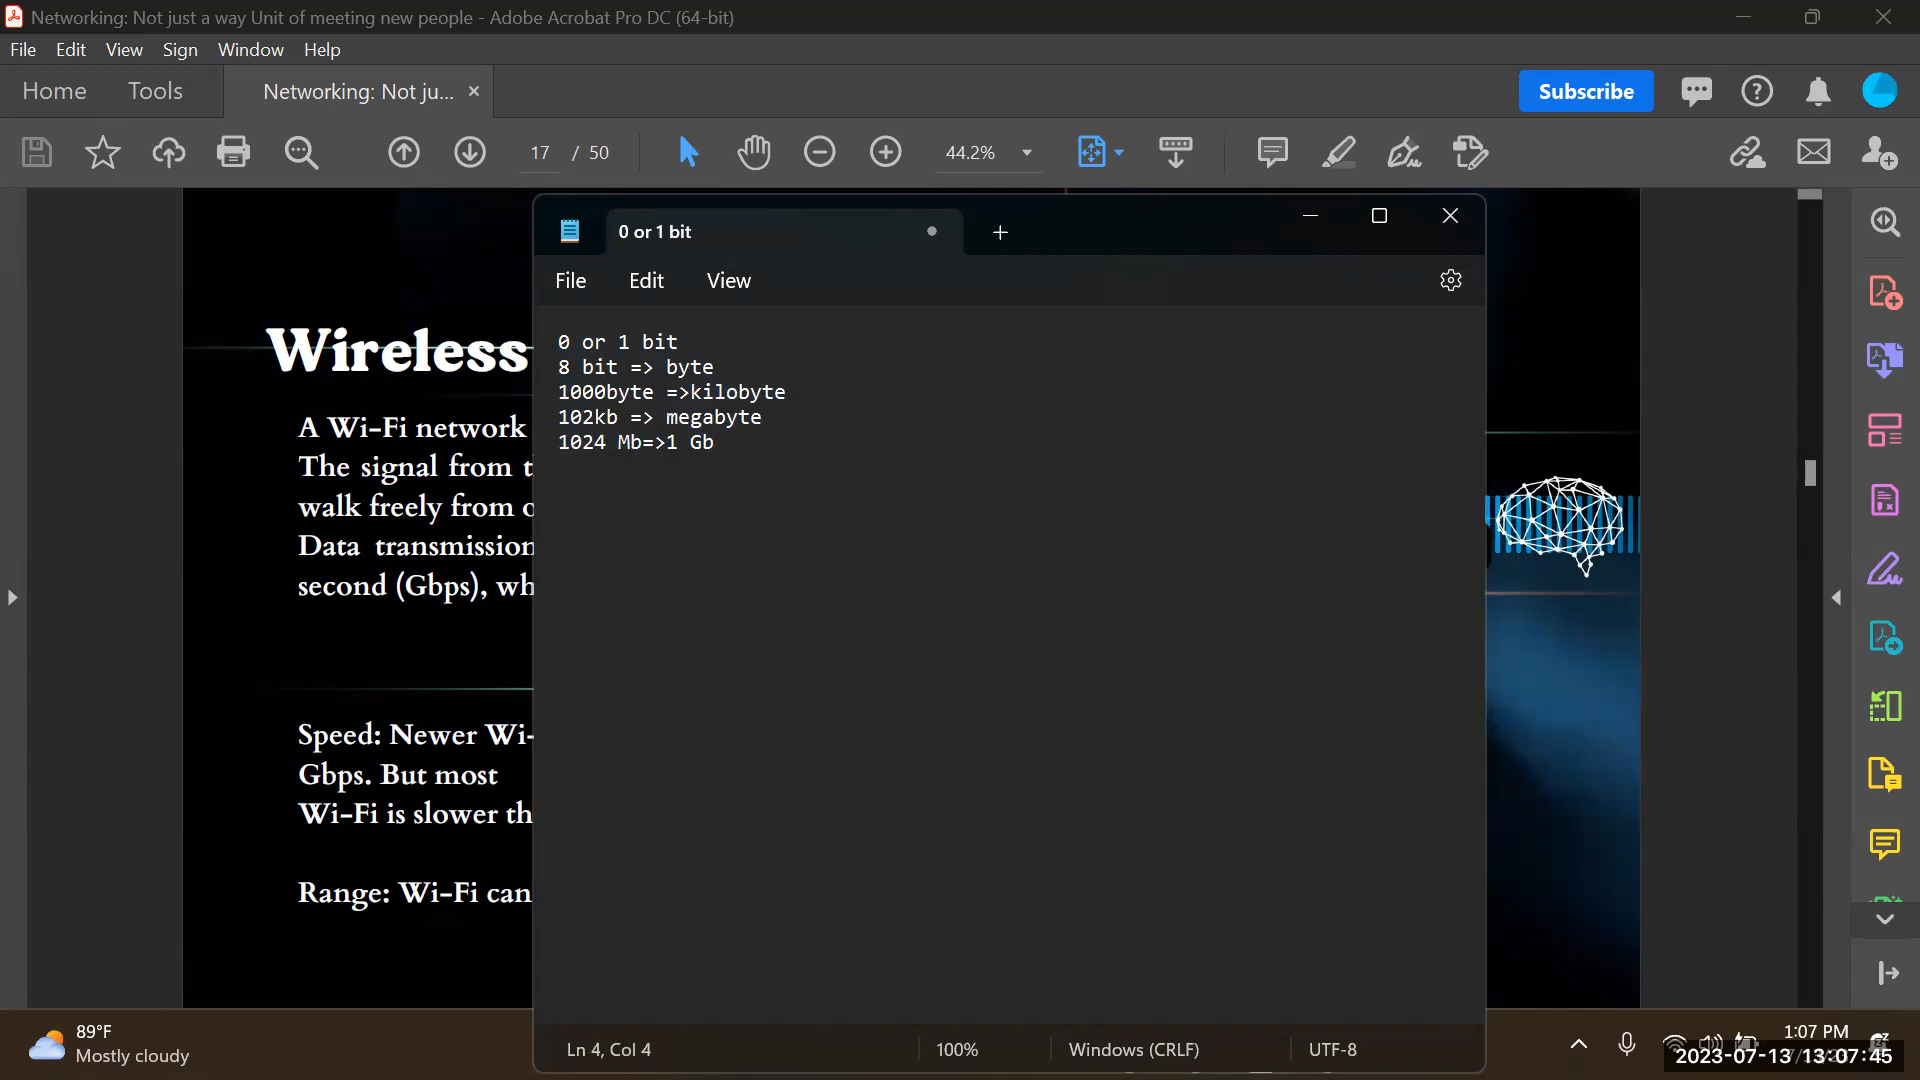 Networking: Not just a way Unit of meeting new people - Adobe Acrobat Pro DC (64-bit)
File Edit View Sign Window Help
Home Tools Networking: Not ju... ×
Subscribe
17 / 50
44.2%
0 or 1 bit
File Edit View
0 or 1 bit
8 bit => byte
1000byte =>kilobyte
102kb => megabyte
1024 Mb=>1 Gb
Ln 4, Col 4
100%
Windows (CRLF)
UTF-8
Wireless
A Wi-Fi network
The signal from
walk freely from
Data transmission
second (Gbps),
Speed: Newer Wi-
Gbps. But most
Wi-Fi is slower
Range: Wi-Fi can
89°F
Mostly cloudy
1:07 PM
2023-07-13 13:07:45